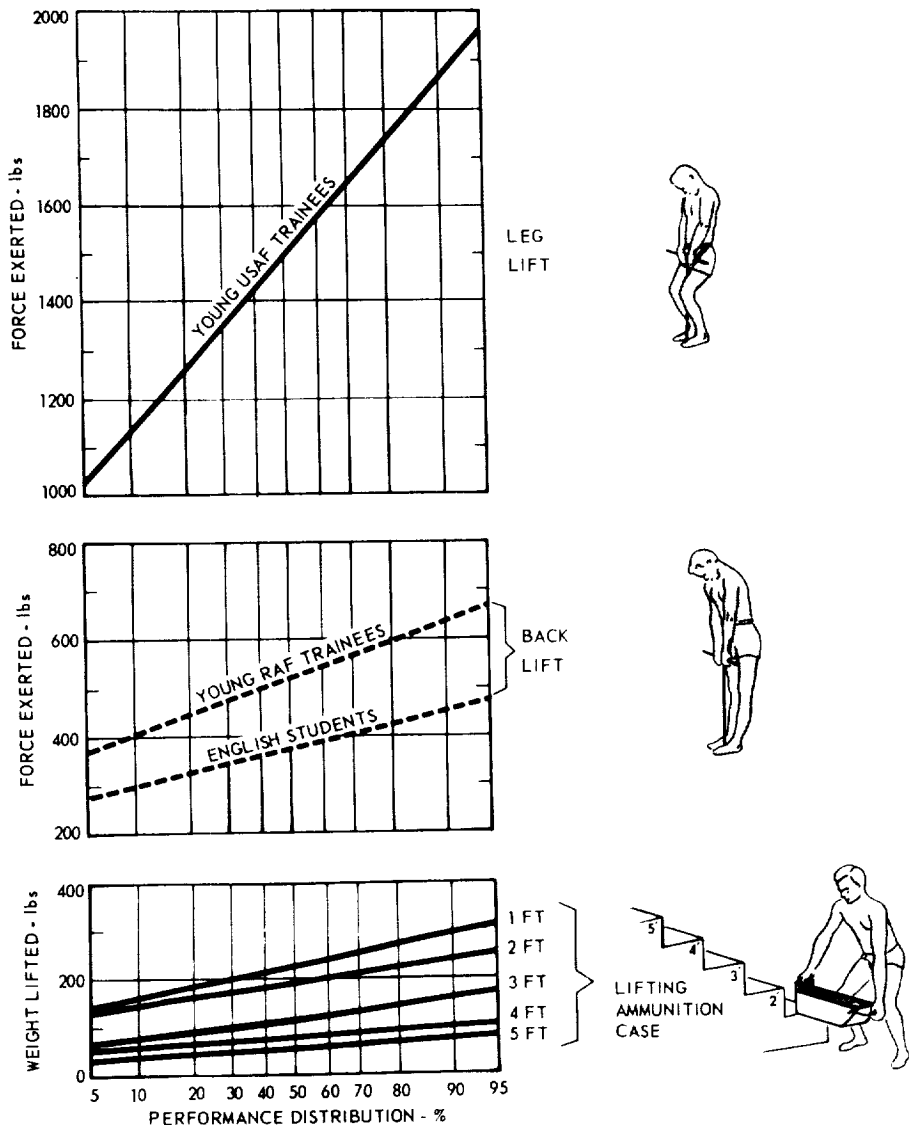 FORCE EXERTED - lbs
2000
1800
1600
1400
1200
1000
YOUNG USAF TRAINEES
LEG
LIFT
FORCE EXERTED - lbs
800
600
400
200
YOUNG RAF TRAINEES
ENGLISH STUDENTS
BACK
LIFT
WEIGHT LIFTED - lbs
400
200
0
1 FT
2 FT
3 FT
4 FT
5 FT
LIFTING
AMMUNITION
CASE
5
4
3
2
5 10 20 30 40 50 60 70 80 90 95
PERFORMANCE DISTRIBUTION - %